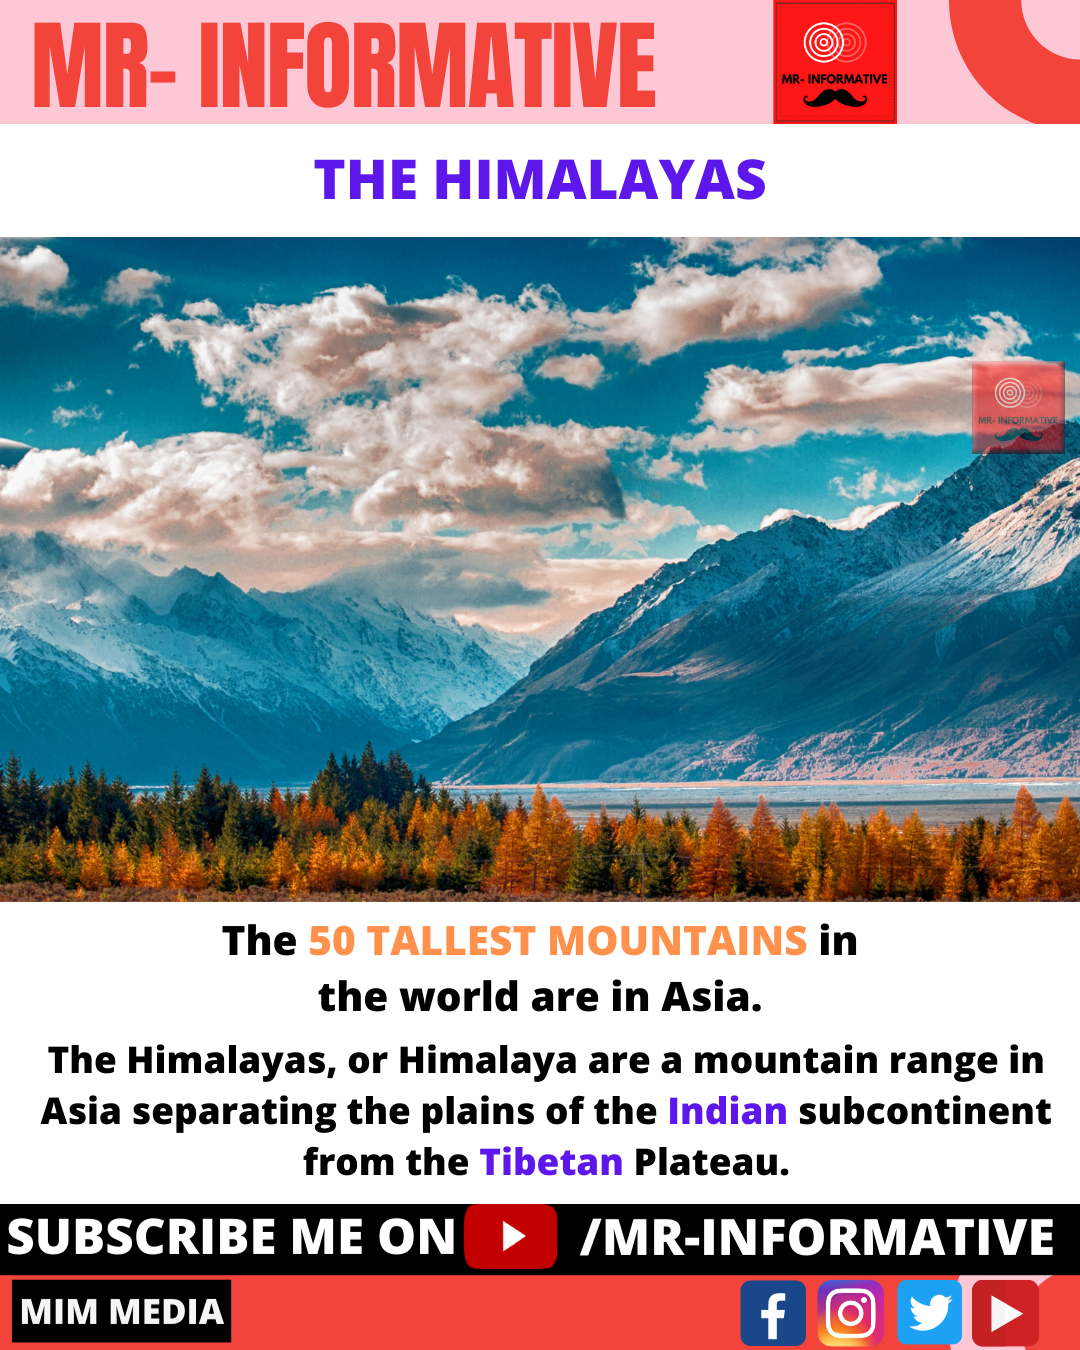 MR- INFORMATIVE
MR- INFORMATIVE
THE HIMALAYAS
MR- INFORMATIVE
The 50 TALLEST MOUNTAINS in
the world are in Asia.
The Himalayas, or Himalaya are a mountain range in
Asia separating the plains of the Indian subcontinent
from the Tibetan Plateau.
SUBSCRIBE ME ON /MR-INFORMATIVE
MIM MEDIA